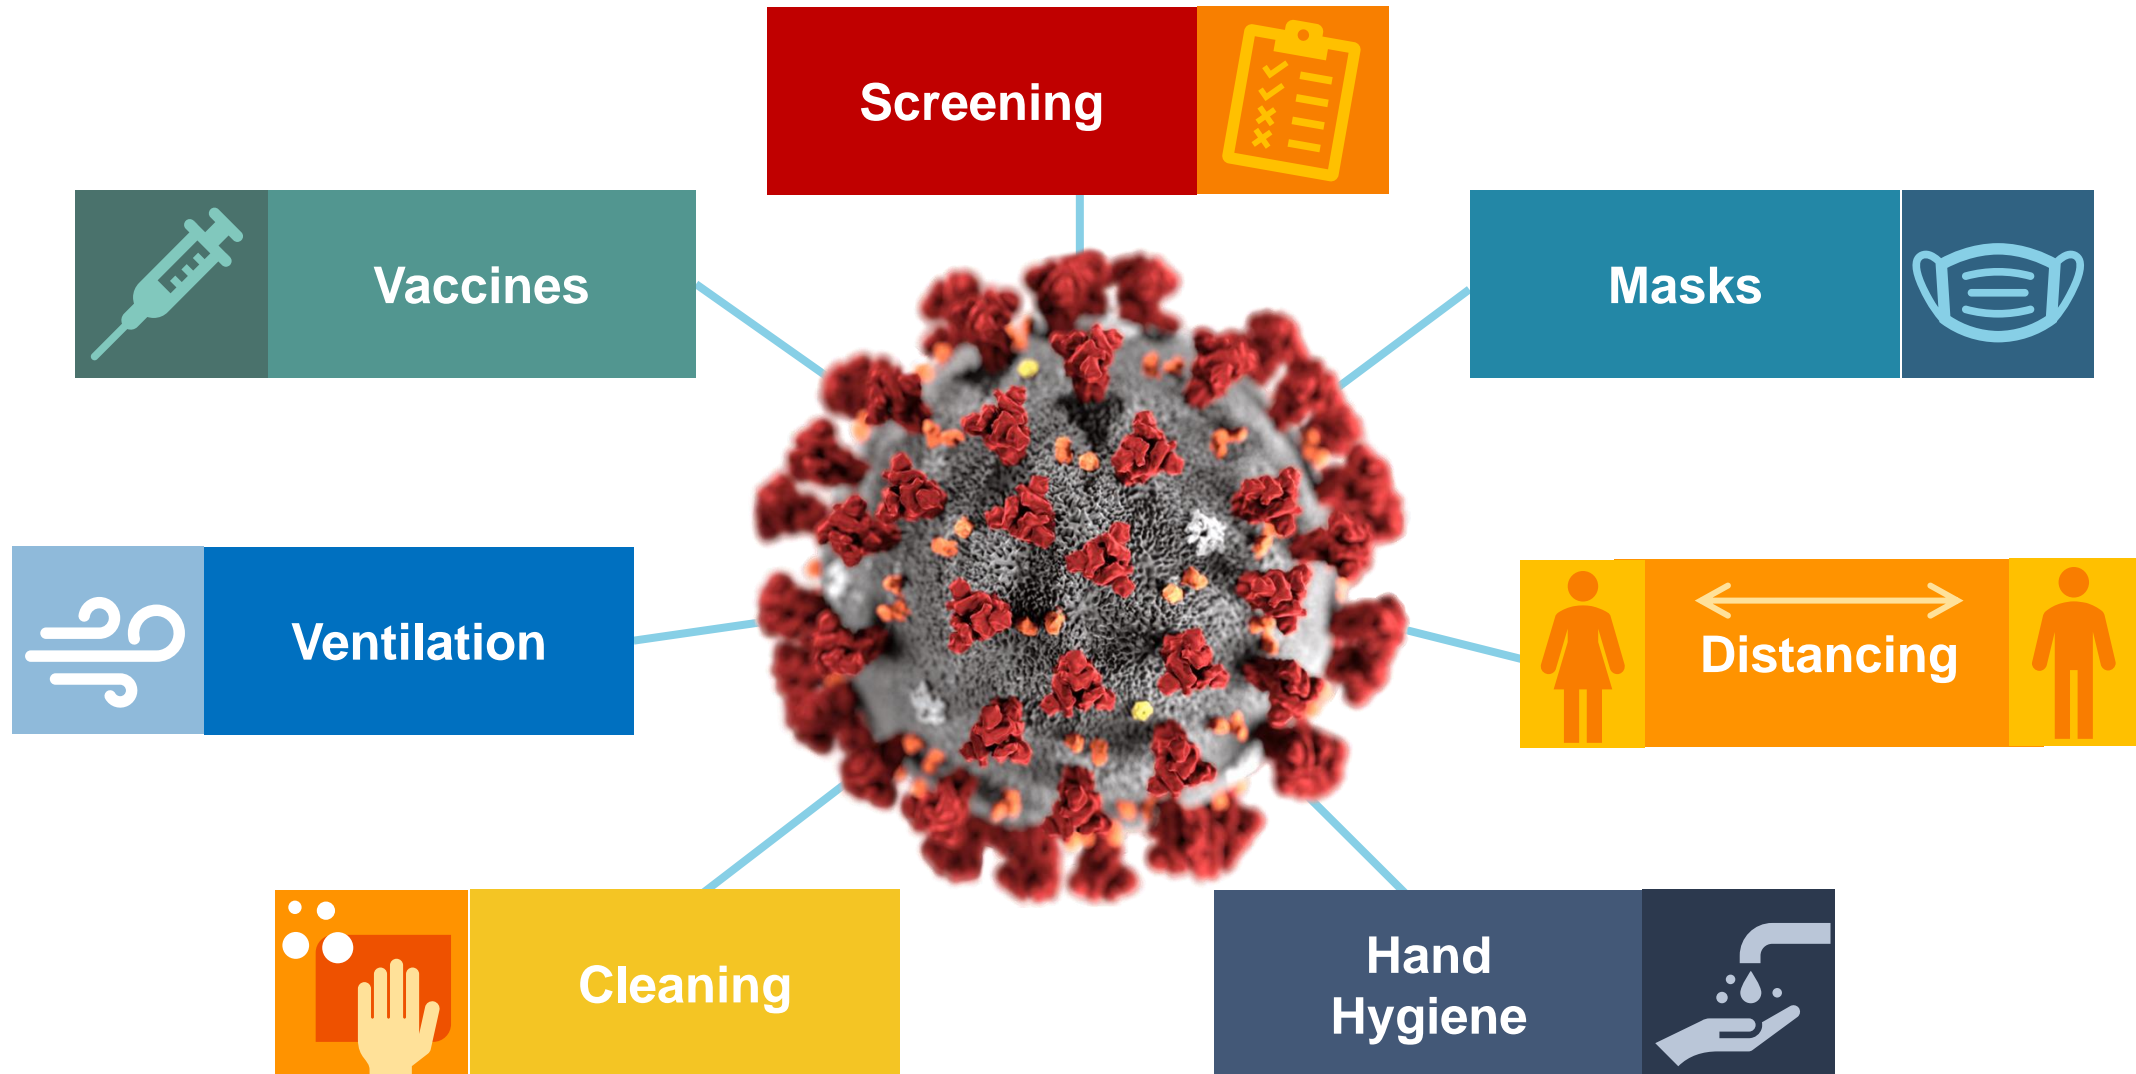 Screening
Vaccines
Masks
Ventilation
Distancing
Cleaning
Hand
Hygiene